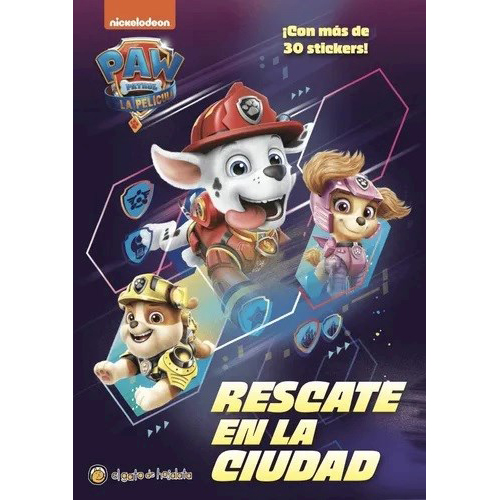 nickelodeon
¡Con más de
30 stickers!
PAW
PATROL
LA PELÍCULA
RESCATE
EN LA
CIUDAD
el gato de hojalata